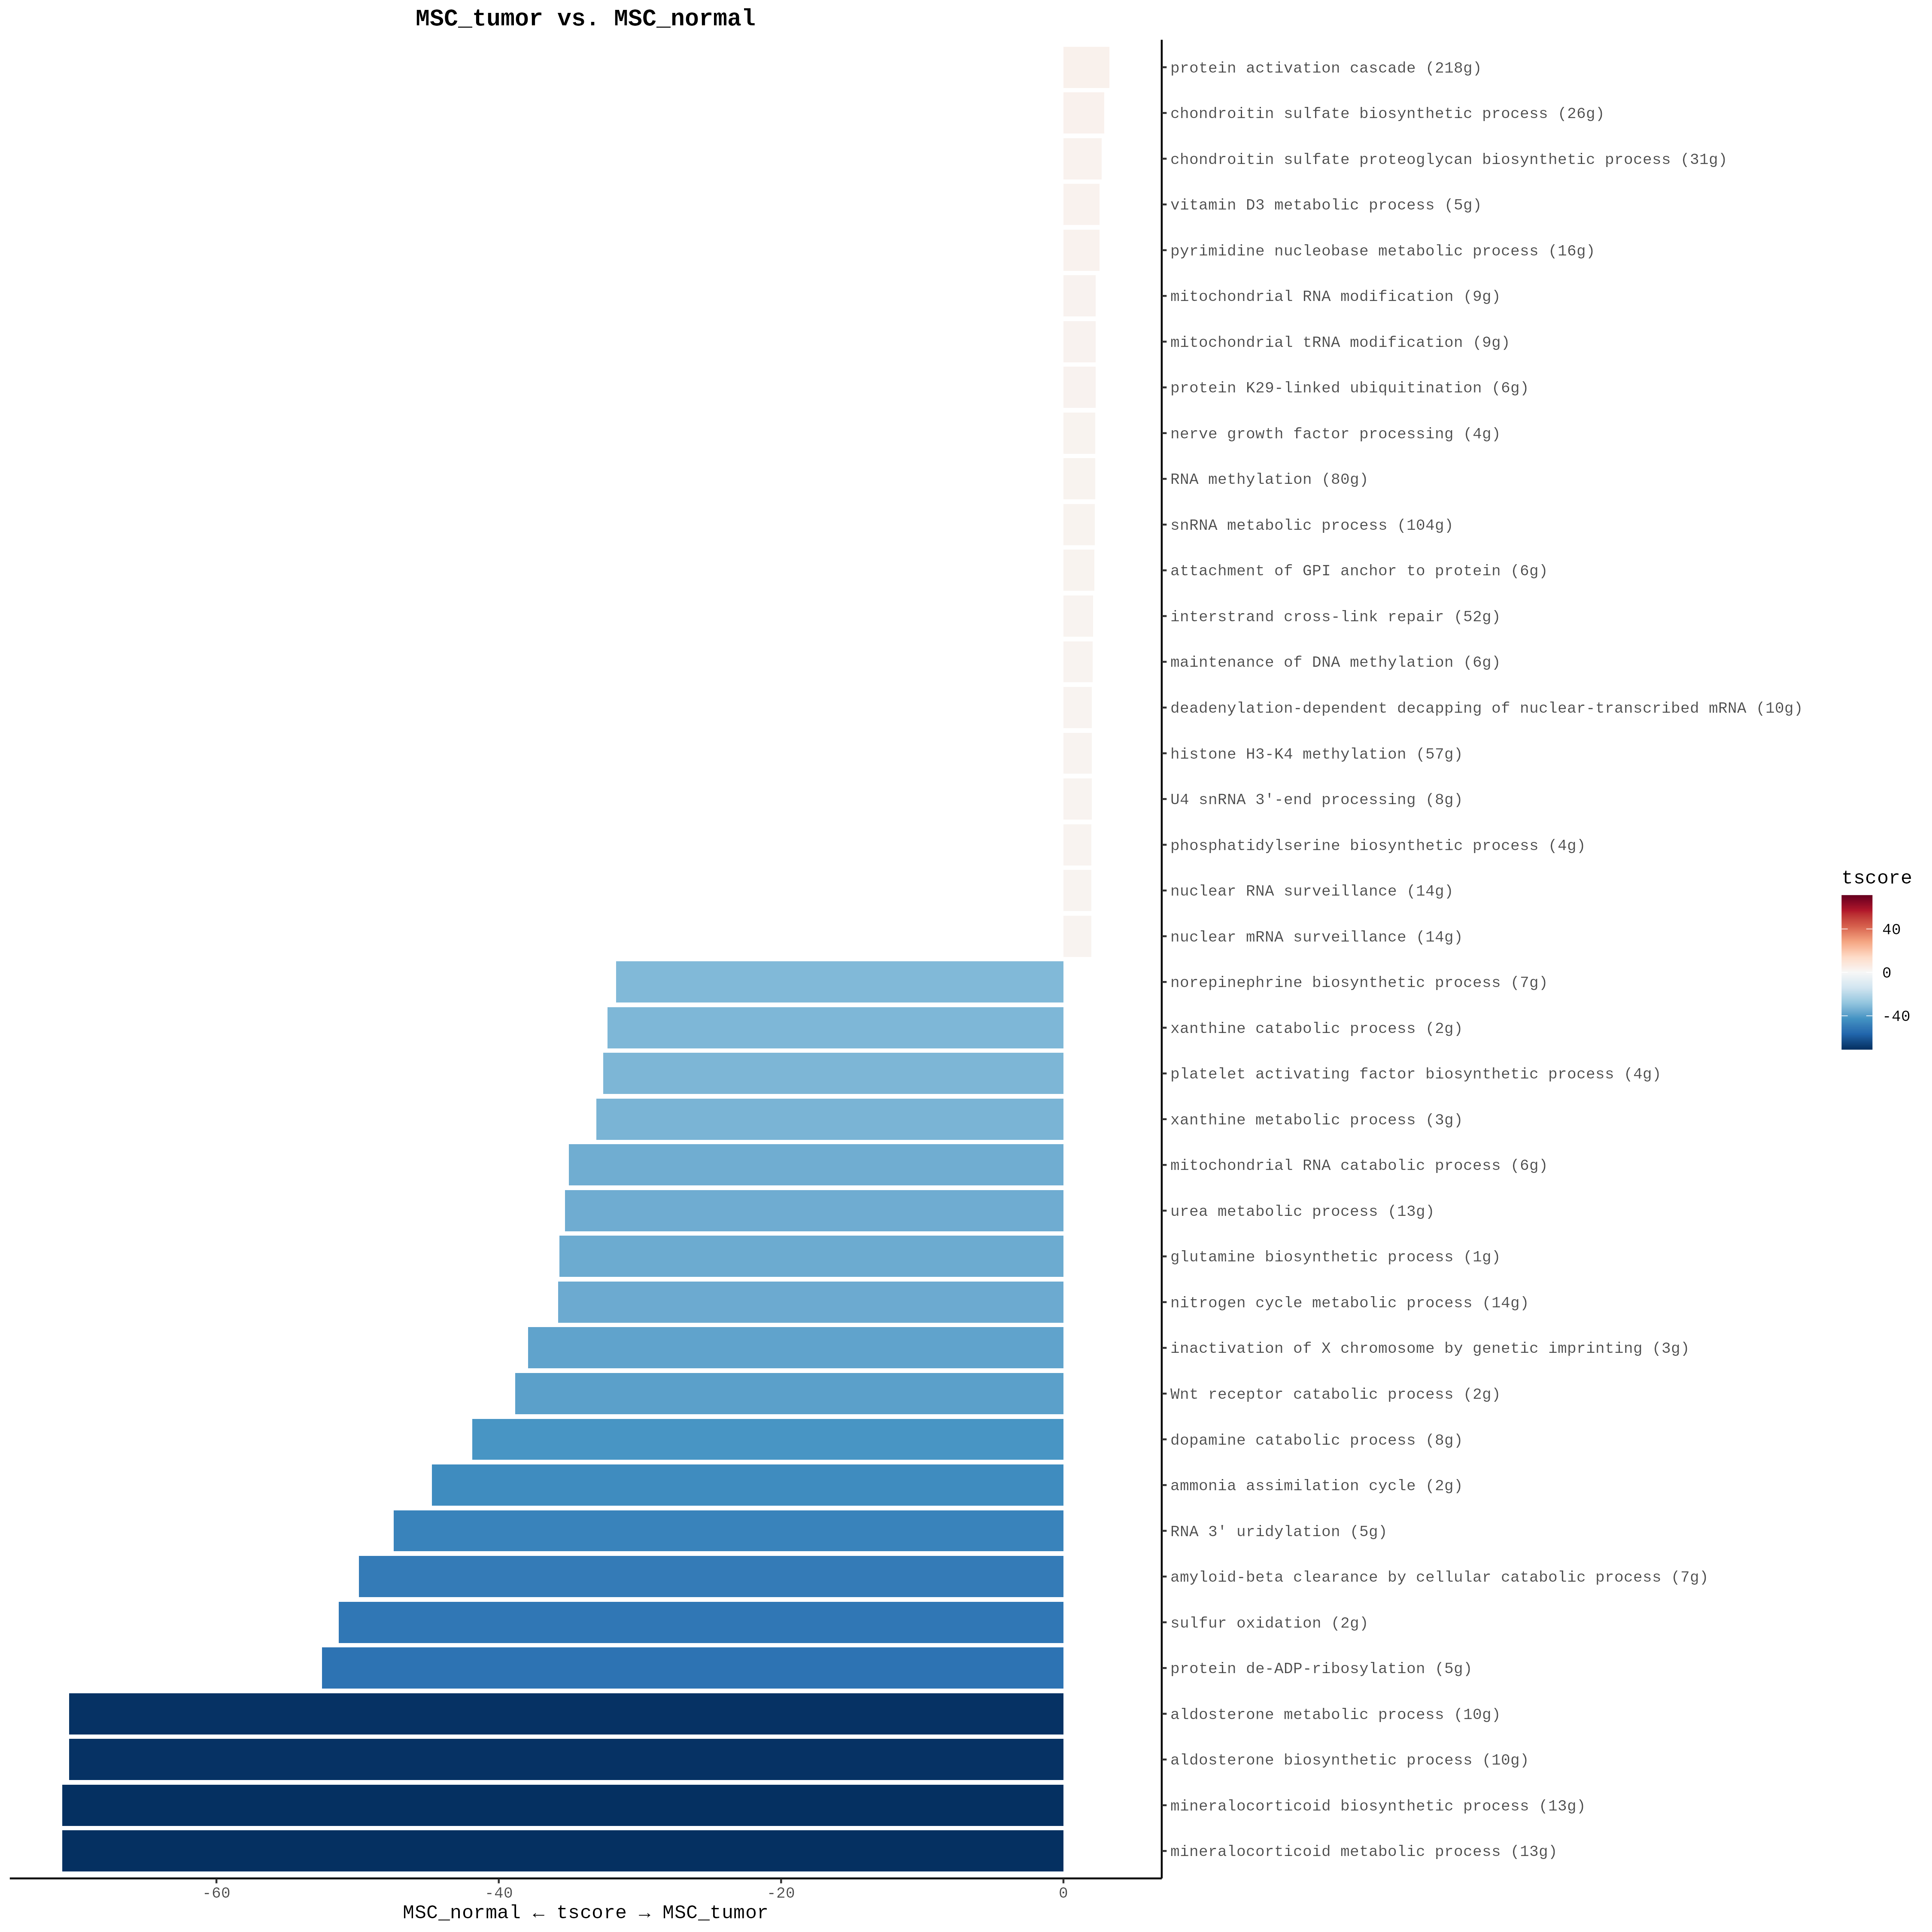 MSC_tumor vs. MSC_normal
protein activation cascade (218g)
chondroitin sulfate biosynthetic process (26g)
chondroitin sulfate proteoglycan biosynthetic process (31g)
vitamin D3 metabolic process (5g)
pyrimidine nucleobase metabolic process (16g)
mitochondrial RNA modification (9g)
mitochondrial tRNA modification (9g)
protein K29-linked ubiquitination (6g)
nerve growth factor processing (4g)
RNA methylation (80g)
snRNA metabolic process (104g)
attachment of GPI anchor to protein (6g)
interstrand cross-link repair (52g)
maintenance of DNA methylation (6g)
deadenylation-dependent decapping of nuclear-transcribed mRNA (10g)
histone H3-K4 methylation (57g)
U4 snRNA 3'-end processing (8g)
phosphatidylserine biosynthetic process (4g)
nuclear RNA surveillance (14g)
nuclear mRNA surveillance (14g)
norepinephrine biosynthetic process (7g)
xanthine catabolic process (2g)
platelet activating factor biosynthetic process (4g)
xanthine metabolic process (3g)
mitochondrial RNA catabolic process (6g)
urea metabolic process (13g)
glutamine biosynthetic process (1g)
nitrogen cycle metabolic process (14g)
inactivation of X chromosome by genetic imprinting (3g)
Wnt receptor catabolic process (2g)
dopamine catabolic process (8g)
ammonia assimilation cycle (2g)
RNA 3' uridylation (5g)
amyloid-beta clearance by cellular catabolic process (7g)
sulfur oxidation (2g)
protein de-ADP-ribosylation (5g)
aldosterone metabolic process (10g)
aldosterone biosynthetic process (10g)
mineralocorticoid biosynthetic process (13g)
mineralocorticoid metabolic process (13g)
tscore
40
0
-40
-60 -40 -20 0
MSC_normal ← tscore → MSC_tumor